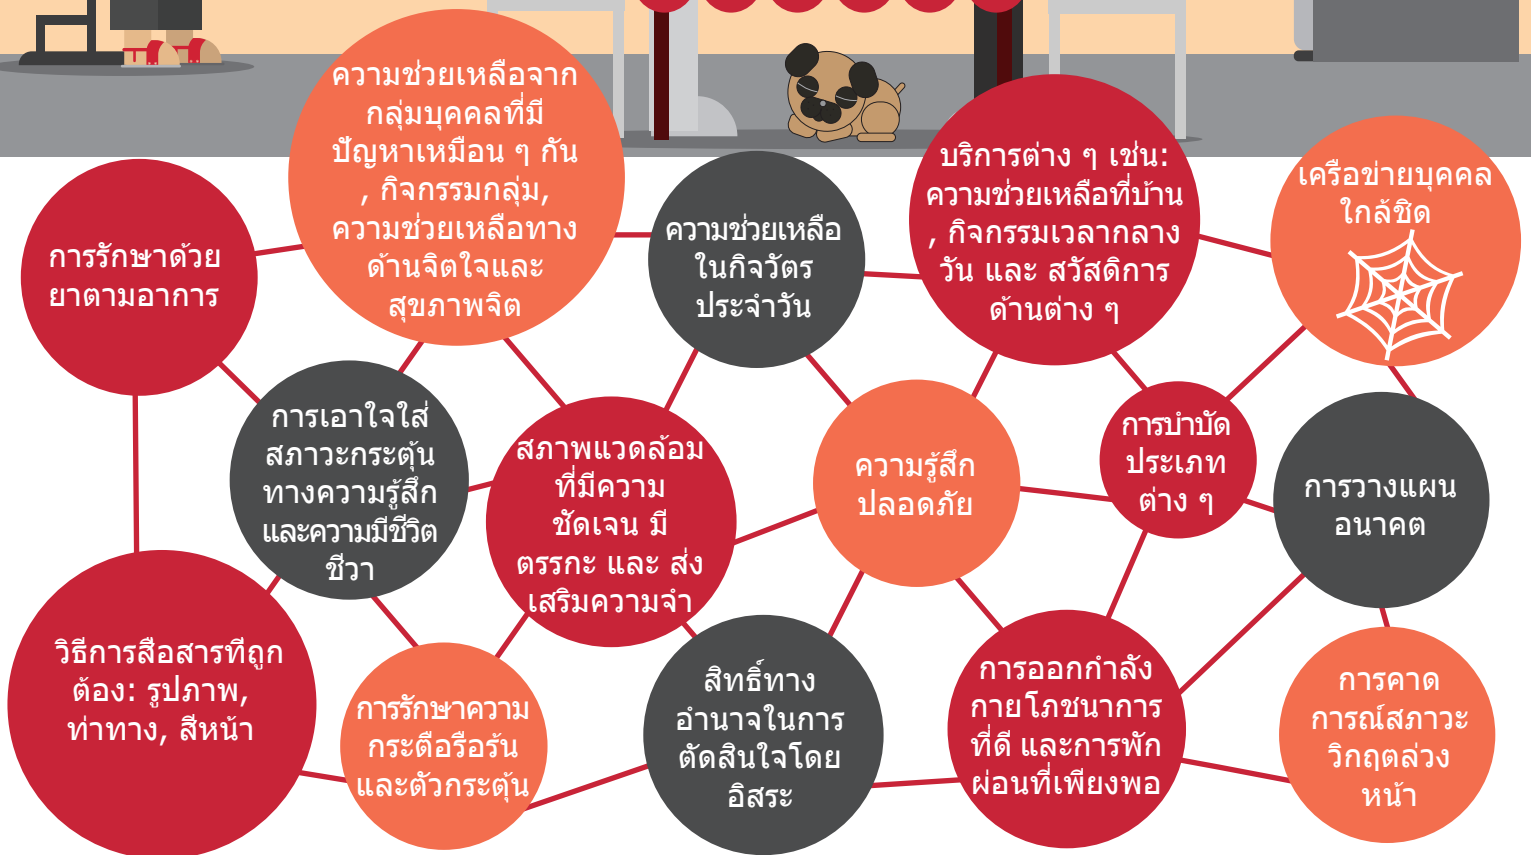 ความช่วยเหลือจาก
กลุ่มบุคคลที่มี
ปัญหาเหมือน ๆ กัน
, กิจกรรมกลุ่ม,
ความช่วยเหลือทาง
ด้านจิตใจและ
สุขภาพจิต
บริการต่าง ๆ เช่น:
ความช่วยเหลือที่บ้าน
, กิจกรรมเวลากลาง
วัน และ สวัสดิการ
ด้านต่าง ๆ
เครือข่ายบุคคล
ใกล้ชิด
การรักษาด้วย
ยาตามอาการ
ความช่วยเหลือ
ในกิจวัตร
ประจำวัน
การเอาใจใส่
สภาวะกระตุ้น
ทางความรู้สึก
และความมีชีวิต
ชีวา
สภาพแวดล้อม
ที่มีความ
ชัดเจน มี
ตรรกะ และ ส่ง
เสริมความจำ
ความรู้สึก
ปลอดภัย
การบำบัด
ประเภท
ต่าง ๆ
การวางแผน
อนาคต
วิธีการสื่อสารที่ถูก
ต้อง: รูปภาพ,
ท่าทาง, สีหน้า
การรักษาความ
กระตือรือร้น
และตัวกระตุ้น
สิทธิ์ทาง
อำนาจในการ
ตัดสินใจโดย
อิสระ
การออกกำลัง
กายโภชนาการ
ที่ดี และการพัก
ผ่อนที่เพียงพอ
การคาด
การณ์สภาวะ
วิกฤตล่วง
หน้า